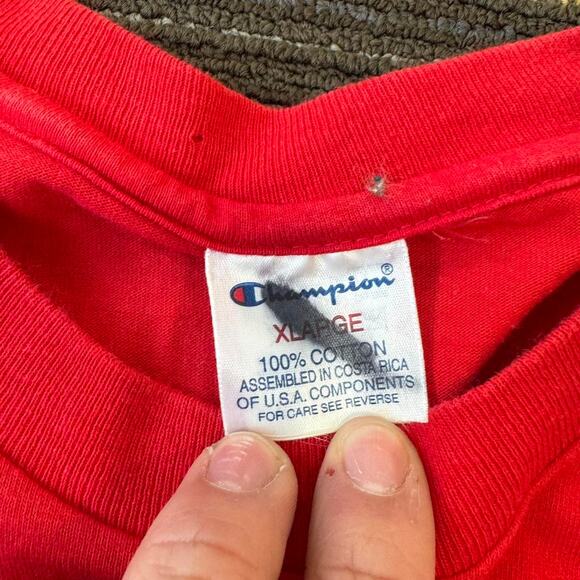 Champion®
XLARGE
100% COTTON
ASSEMBLED IN COSTA RICA
OF U.S.A. COMPONENTS
FOR CARE SEE REVERSE